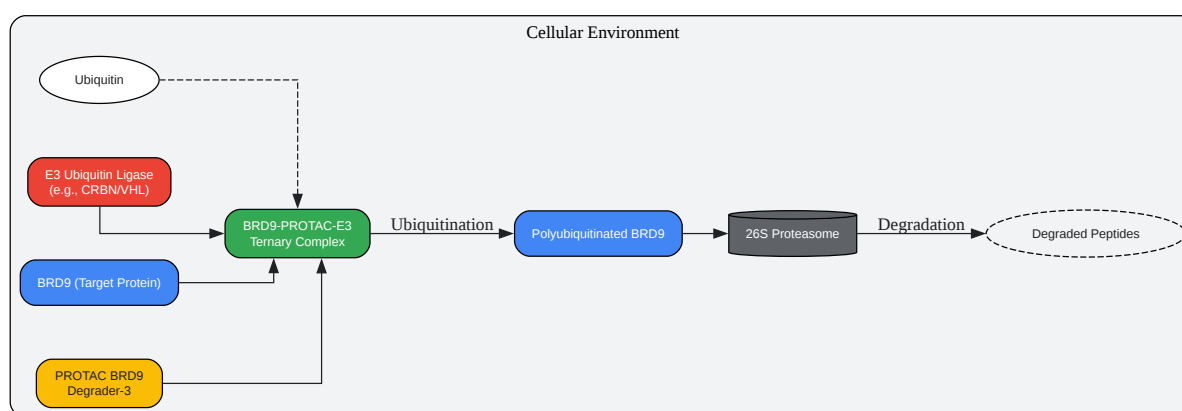 Cellular Environment
Ubiquitin
E3 Ubiquitin Ligase
(e.g., CRBN/VHL)
BRD9-PROTAC-E3
Ternary Complex
Ubiquitination
Polyubiquitinated BRD9
26S Proteasome
Degradation
Degraded Peptides
BRD9 (Target Protein)
PROTAC BRD9
Degrader-3